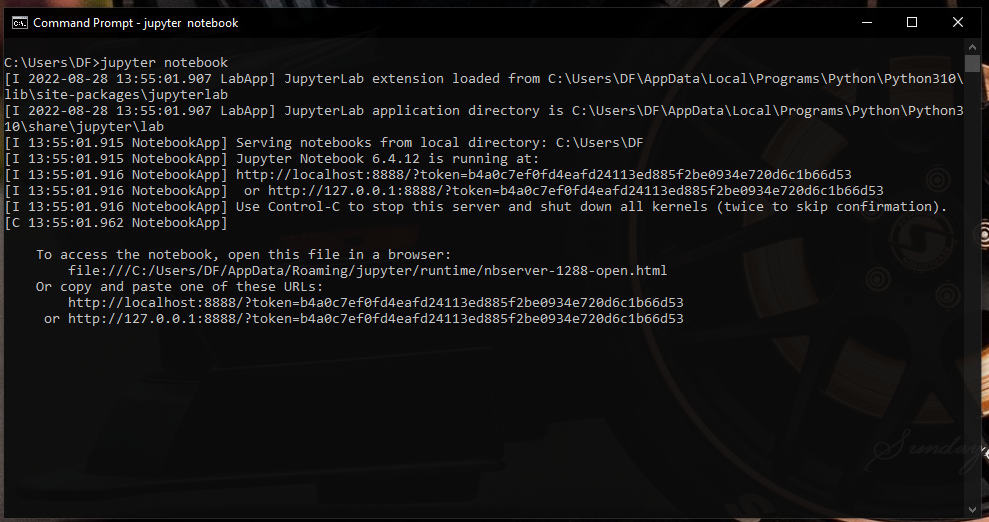 Command Prompt - jupyter notebook
C:\Users\DF>jupyter notebook
[I 2022-08-28 13:55:01.907 LabApp] JupyterLab extension loaded from C:\Users\DF\AppData\Local\Programs\Python\Python310\
lib\site-packages\jupyterlab
[I 2022-08-28 13:55:01.907 LabApp] JupyterLab application directory is C:\Users\DF\AppData\Local\Programs\Python\Python3
10\share\jupyter\lab
[I 13:55:01.915 NotebookApp] Serving notebooks from local directory: C:\Users\DF
[I 13:55:01.915 NotebookApp] Jupyter Notebook 6.4.12 is running at:
[I 13:55:01.916 NotebookApp] http://localhost:8888/?token=b4a0c7ef0fd4eafd24113ed885f2be0934e720d6c1b66d53
[I 13:55:01.916 NotebookApp]  or http://127.0.0.1:8888/?token=b4a0c7ef0fd4eafd24113ed885f2be0934e720d6c1b66d53
[I 13:55:01.916 NotebookApp] Use Control-C to stop this server and shut down all kernels (twice to skip confirmation).
[C 13:55:01.962 NotebookApp]
To access the notebook, open this file in a browser:
file:///C:/Users/DF/AppData/Roaming/jupyter/runtime/nbserver-1288-open.html
Or copy and paste one of these URLs:
http://localhost:8888/?token=b4a0c7ef0fd4eafd24113ed885f2be0934e720d6c1b66d53
or http://127.0.0.1:8888/?token=b4a0c7ef0fd4eafd24113ed885f2be0934e720d6c1b66d53
Sunday